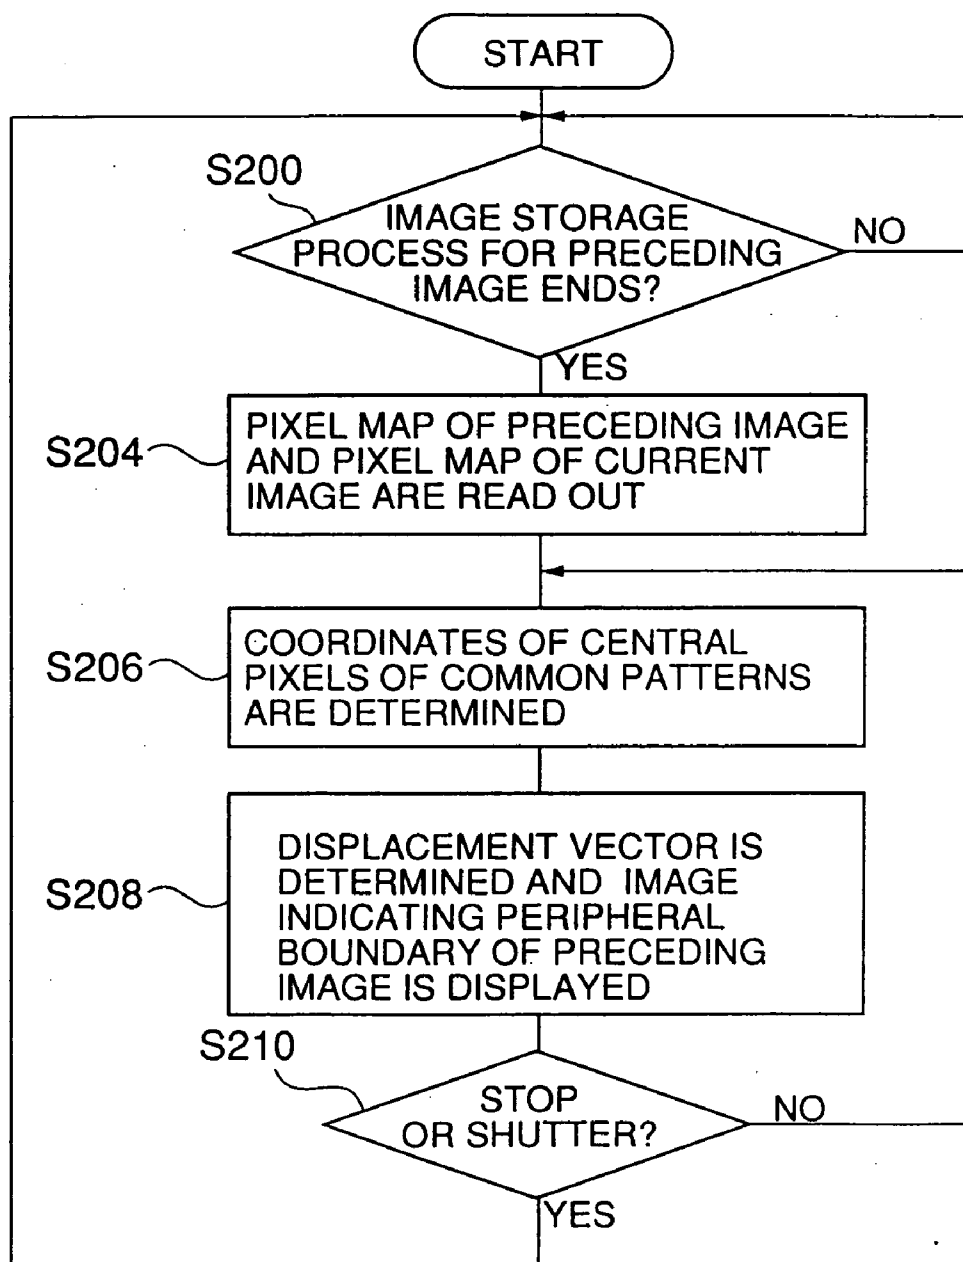 START
S200
IMAGE STORAGE
PROCESS FOR PRECEDING
IMAGE ENDS?
NO
YES
S204
PIXEL MAP OF PRECEDING IMAGE
AND PIXEL MAP OF CURRENT
IMAGE ARE READ OUT
S206
COORDINATES OF CENTRAL
PIXELS OF COMMON PATTERNS
ARE DETERMINED
S208
DISPLACEMENT VECTOR IS
DETERMINED AND IMAGE
INDICATING PERIPHERAL
BOUNDARY OF PRECEDING
IMAGE IS DISPLAYED
S210
STOP
OR SHUTTER?
NO
YES